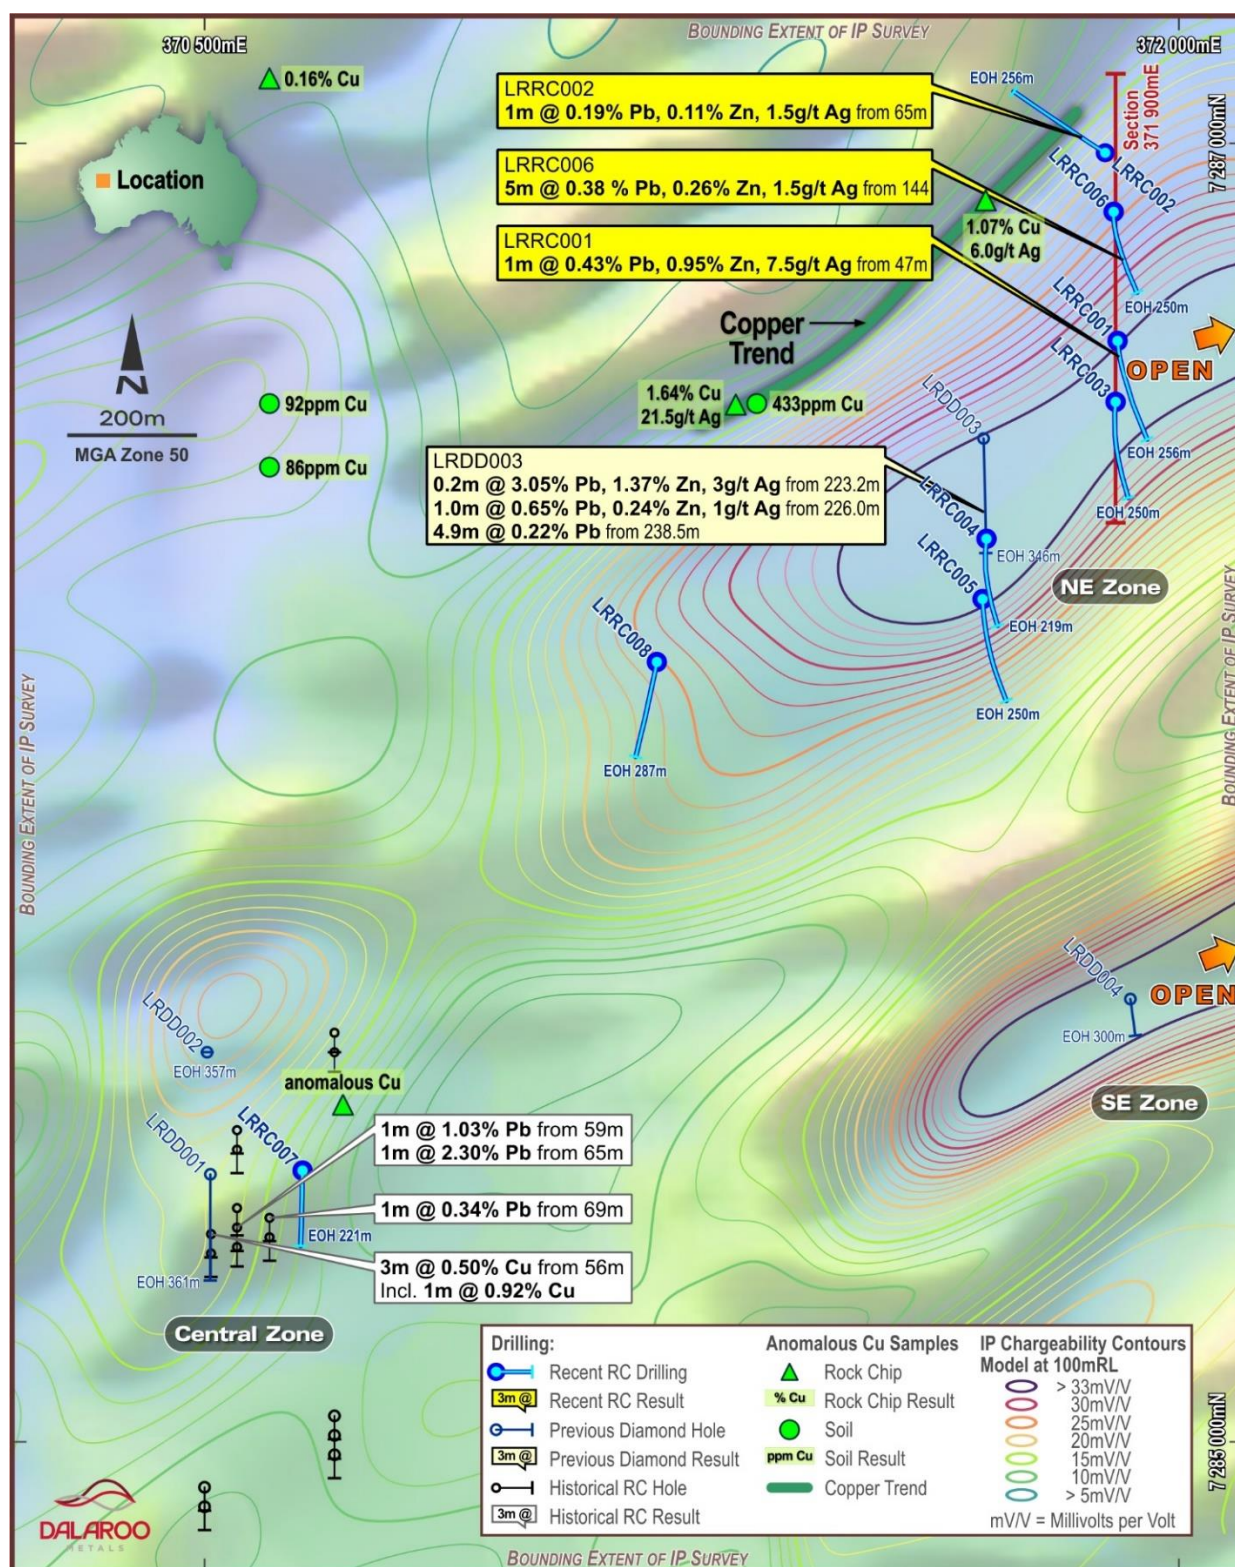 BOUNDING EXTENT OF IP SURVEY
370 500mE
372 000mE
0.16% Cu
EOH 256m
LRRC002
1m @ 0.19% Pb, 0.11% Zn, 1.5g/t Ag from 65m
Section
371 900mE
7 287 000mN
Location
LRRC006
5m @ 0.38 % Pb, 0.26% Zn, 1.5g/t Ag from 144
LRRC006
LRRC002
1.07% Cu
6.0g/t Ag
LRRC001
1m @ 0.43% Pb, 0.95% Zn, 7.5g/t Ag from 47m
EOH 250m
LRRC001
Copper
Trend
N
200m
MGA Zone 50
OPEN
LRRC003
92ppm Cu
1.64% Cu
21.5g/t Ag
433ppm Cu
LRDD003
EOH 256m
86ppm Cu
LRDD003
0.2m @ 3.05% Pb, 1.37% Zn, 3g/t Ag from 223.2m
1.0m @ 0.65% Pb, 0.24% Zn, 1g/t Ag from 226.0m
4.9m @ 0.22% Pb from 238.5m
EOH 250m
LRRC004
EOH 346m
LRRC005
NE Zone
EOH 219m
LRRC008
EOH 250m
EOH 287m
BOUNDING EXTENT OF IP SURVEY
BOUNDING EXTENT OF IP SURVEY
LRDD004
OPEN
EOH 300m
SE Zone
LRDD002
EOH 357m
anomalous Cu
LRDD001
LRRC007
1m @ 1.03% Pb from 59m
1m @ 2.30% Pb from 65m
1m @ 0.34% Pb from 69m
EOH 221m
3m @ 0.50% Cu from 56m
Incl. 1m @ 0.92% Cu
EOH 361m
Central Zone
Drilling:
Recent RC Drilling
3m @
Recent RC Result
Previous Diamond Hole
3m @
Previous Diamond Result
Historical RC Hole
3m @
Historical RC Result
Anomalous Cu Samples
Rock Chip
% Cu
Rock Chip Result
Soil
ppm Cu
Soil Result
Copper Trend
IP Chargeability Contours
Model at 100mRL
> 33mV/V
30mV/V
25mV/V
20mV/V
15mV/V
10mV/V
> 5mV/V
mV/V = Millivolts per Volt
7 285 000mN
DALAROO
METALS
BOUNDING EXTENT OF IP SURVEY